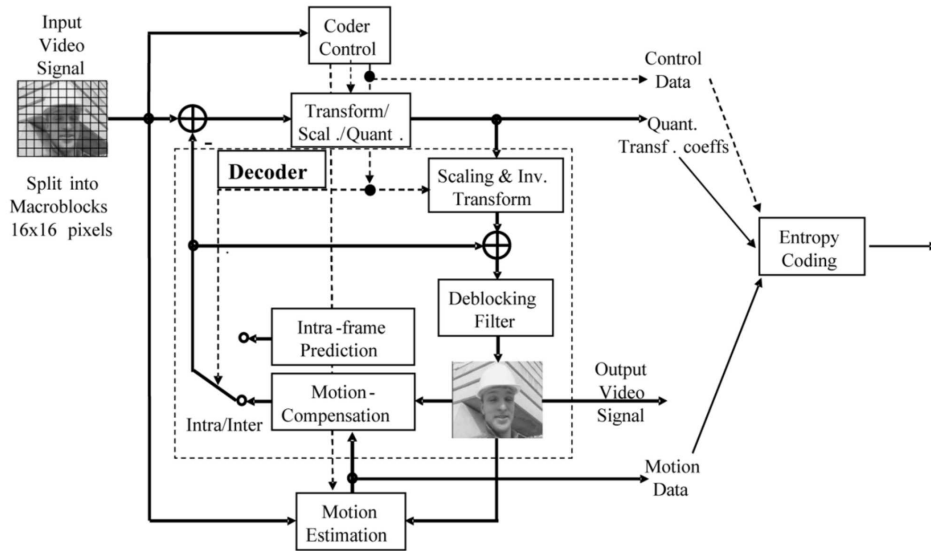 Input
Video
Signal
Split into
Macroblocks
16x16 pixels
Coder
Control
Transform/
Scal./Quant.
-
Decoder
Scaling & Inv.
Transform
Deblocking
Filter
Intra-frame
Prediction
Motion-
Compensation
Intra/Inter
Motion
Estimation
Control
Data
Quant.
Transf. coeffs
Entropy
Coding
Output
Video
Signal
Motion
Data